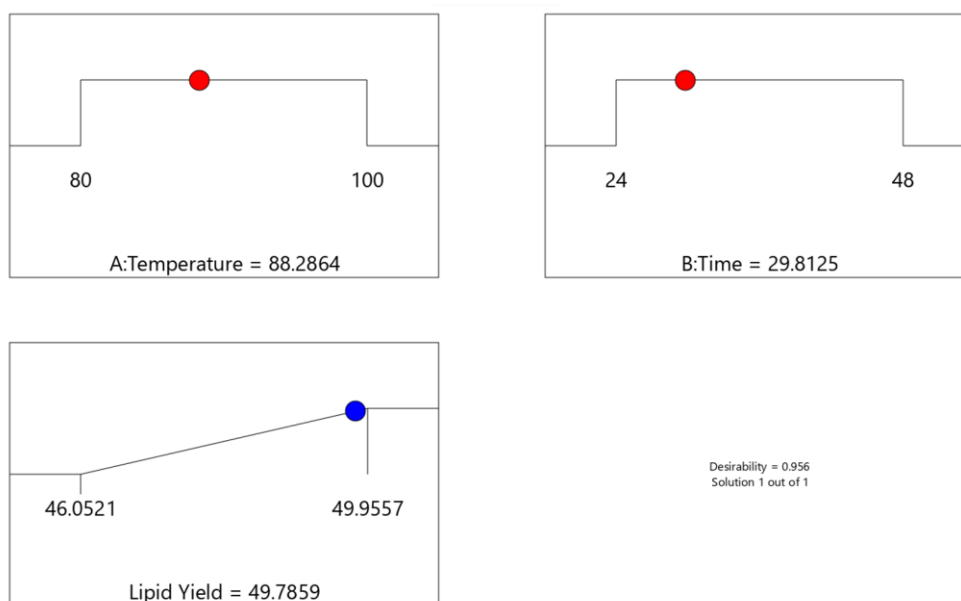 80
100
A:Temperature = 88.2864
24
48
B:Time = 29.8125
46.0521
49.9557
Lipid Yield = 49.7859
Desirability = 0.956
Solution 1 out of 1